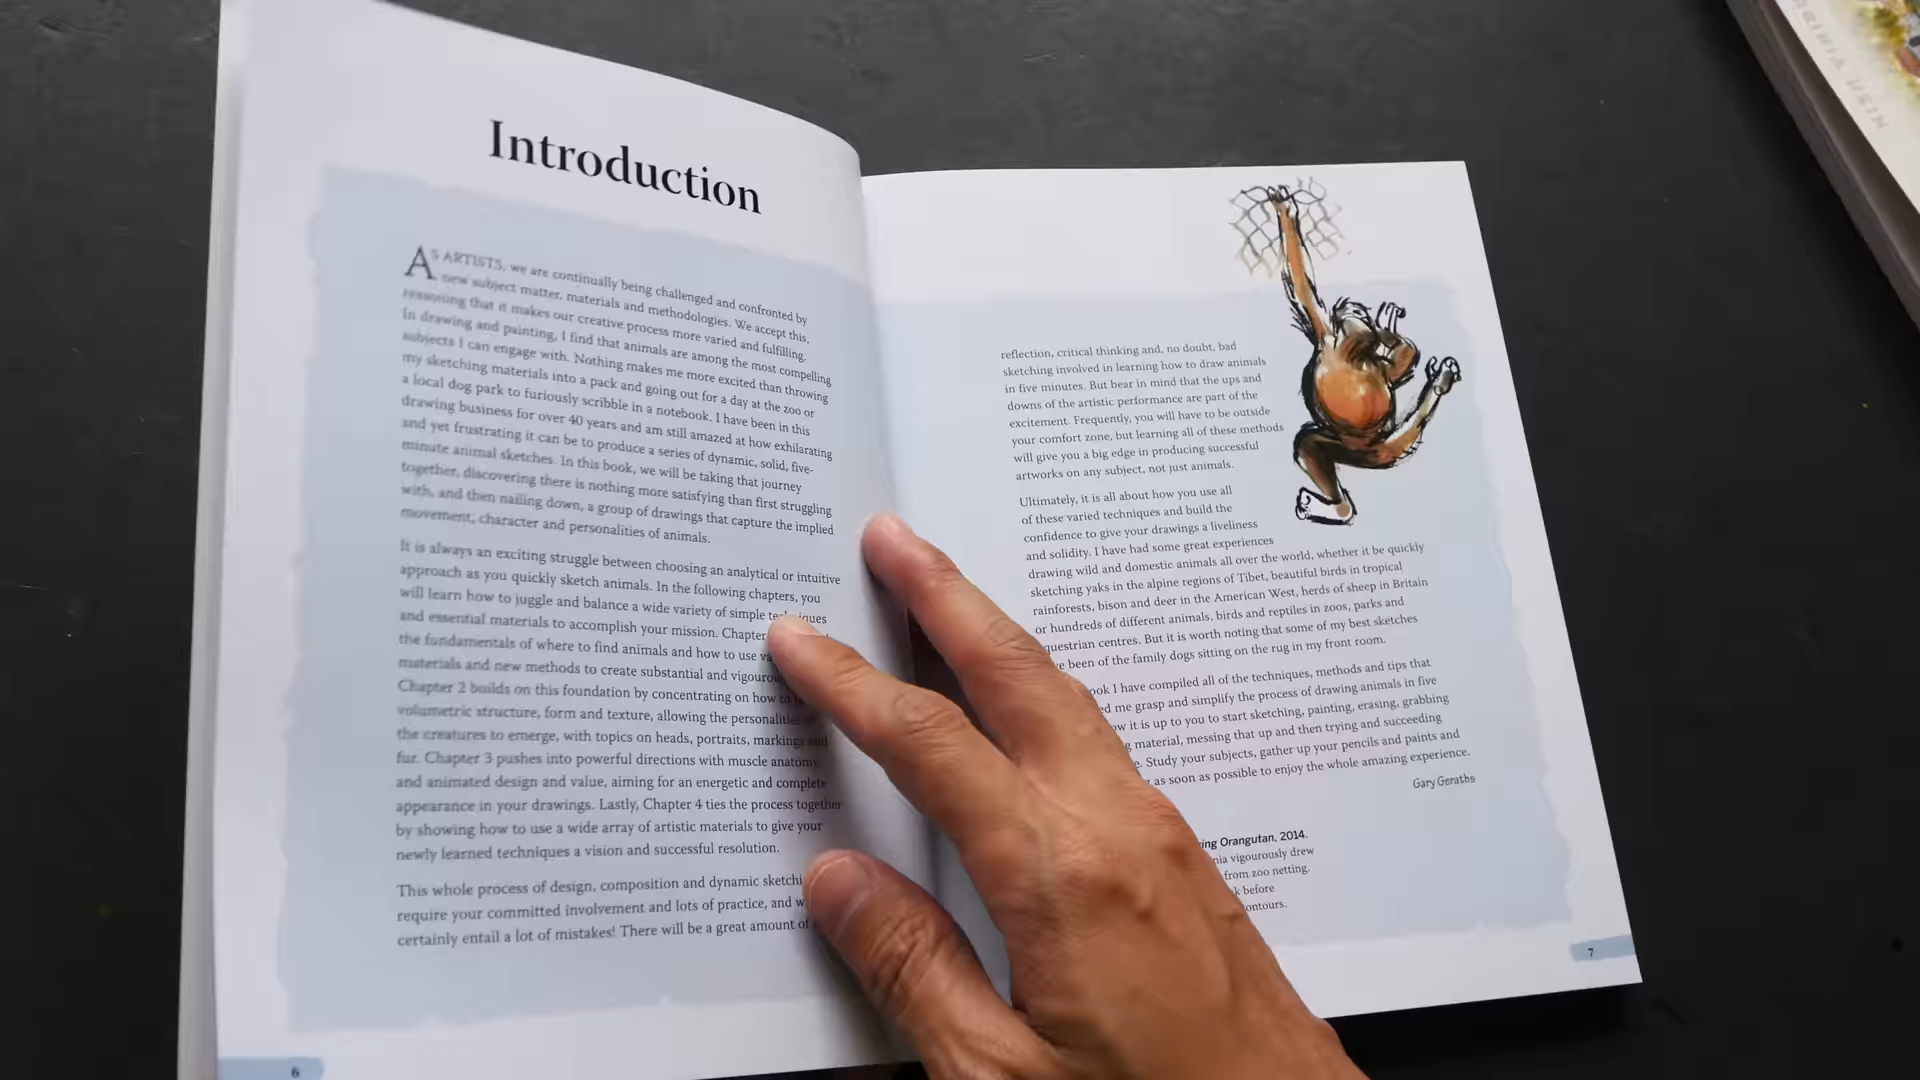 Introduction
AS ARTISTS, we are continually being challenged and confronted by
new subject matter, materials and methodologies. We accept this,
reasoning that it makes our creative process more varied and fulfilling.
In drawing and painting, I find that animals are among the most compelling
subjects I can engage with. Nothing makes me more excited than throwing
my sketching materials into a pack and going out for a day at the zoo or
a local dog park to furiously scribble in a notebook. I have been in this
drawing business for over 40 years and am still amazed at how exhilarating
and yet frustrating it can be to produce a series of dynamic, solid, five-
minute animal sketches. In this book, we will be taking that journey
together, discovering there is nothing more satisfying than first struggling
with, and then nailing down, a group of drawings that capture the implied
movement, character and personalities of animals.
It is always an exciting struggle between choosing an analytical or intuitive
approach as you quickly sketch animals. In the following chapters, you
will learn how to juggle and balance a wide variety of simple techniques
and essential materials to accomplish your mission. Chapter
the fundamentals of where to find animals and how to use
materials and new methods to create substantial and vigorous
Chapter 2 builds on this foundation by concentrating on how to
volumetric structure, form and texture, allowing the personalities
the creatures to emerge, with topics on heads, portraits, markings and
fur. Chapter 3 pushes into powerful directions with muscle anatomy
and animated design and value, aiming for an energetic and complete
appearance in your drawings. Lastly, Chapter 4 ties the process together
by showing how to use a wide array of artistic materials to give your
newly learned techniques a vision and successful resolution.
This whole process of design, composition and dynamic
require your committed involvement and lots of practice, and
certainly entail a lot of mistakes! There will be a great amount of
6
reflection, critical thinking and, no doubt, bad
sketching involved in learning how to draw animals
in five minutes. But bear in mind that the ups and
downs of the artistic performance are part of the
excitement. Frequently, you will have to be outside
your comfort zone, but learning all of these methods
will give you a big edge in producing successful
artworks on any subject, not just animals.
Ultimately, it is all about how you use all
of these varied techniques and build the
confidence to give your drawings a liveliness
and solidity. I have had some great experiences
drawing wild and domestic animals all over the world, whether it be quickly
sketching yaks in the alpine regions of Tibet, beautiful birds in tropical
rainforests, bison and deer in the American West, herds of sheep in Britain
or hundreds of different animals, birds and reptiles in zoos, parks and
equestrian centres. But it is worth noting that some of my best sketches
been of the family dogs sitting on the rug in my front room.
I have compiled all of the techniques, methods and tips that
me grasp and simplify the process of drawing animals in five
it is up to you to start sketching, painting, erasing, grabbing
material, messing that up and then trying and succeeding
Study your subjects, gather up your pencils and paints and
as soon as possible to enjoy the whole amazing experience.
Gary Geraths
Orangutan, 2014.
vigourously drew
from zoo netting.
before
7